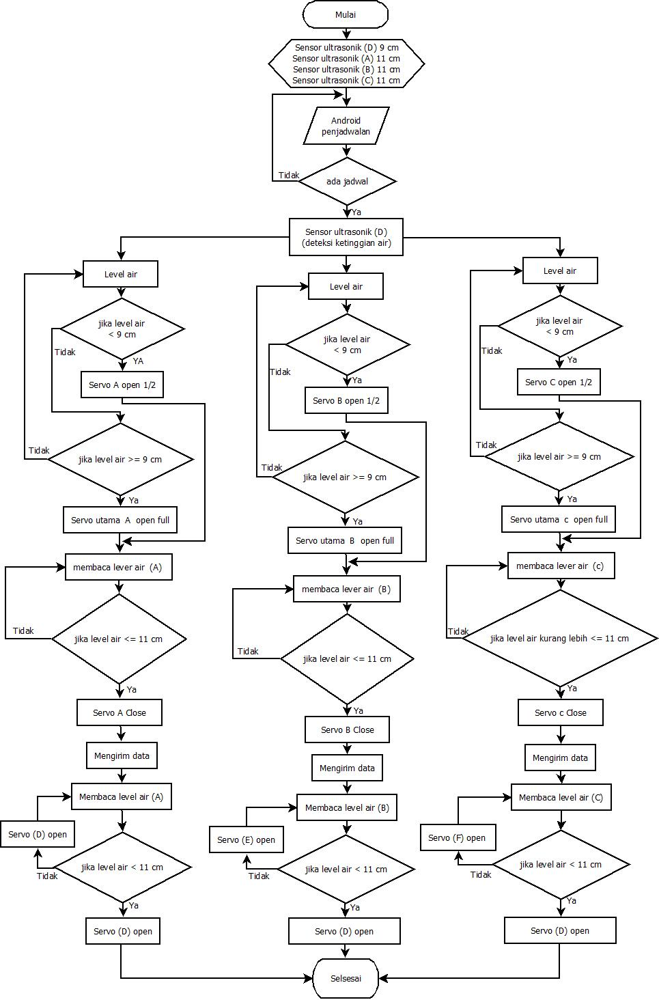 Mulai
Sensor ultrasonik (D) 9 cm
Sensor ultrasonik (A) 11 cm
Sensor ultrasonik (B) 11 cm
Sensor ultrasonik (C) 11 cm
Android
penjadwalan
Tidak
ada jadwal
Ya
Sensor ultrasonik (D)
(deteksi ketinggian air)
Level air
jika level air
< 9 cm
Tidak
YA
Servo A open 1/2
Tidak
jika level air >= 9 cm
Ya
Servo utama A open full
membaca lever air (A)
Tidak
jika level air <= 11 cm
Ya
Servo A Close
Mengirim data
Membaca level air (A)
Servo (D) open
Tidak
jika level air < 11 cm
Ya
Servo (D) open
Level air
jika level air
< 9 cm
Tidak
Ya
Servo B open 1/2
Tidak
jika level air >= 9 cm
Ya
Servo utama B open full
membaca lever air (B)
Tidak
jika level air <= 11 cm
Ya
Servo B Close
Mengirim data
Membaca level air (B)
Servo (E) open
Tidak
jika level air < 11 cm
Ya
Servo (D) open
Level air
jika level air
< 9 cm
Tidak
Ya
Servo C open 1/2
Tidak
jika level air >= 9 cm
Ya
Servo utama c open full
membaca lever air (c)
Tidak
jika level air kurang lebih <= 11 cm
Ya
Servo c Close
Mengirim data
Membaca level air (C)
Servo (F) open
Tidak
jika level air < 11 cm
Ya
Servo (D) open
Selsesai